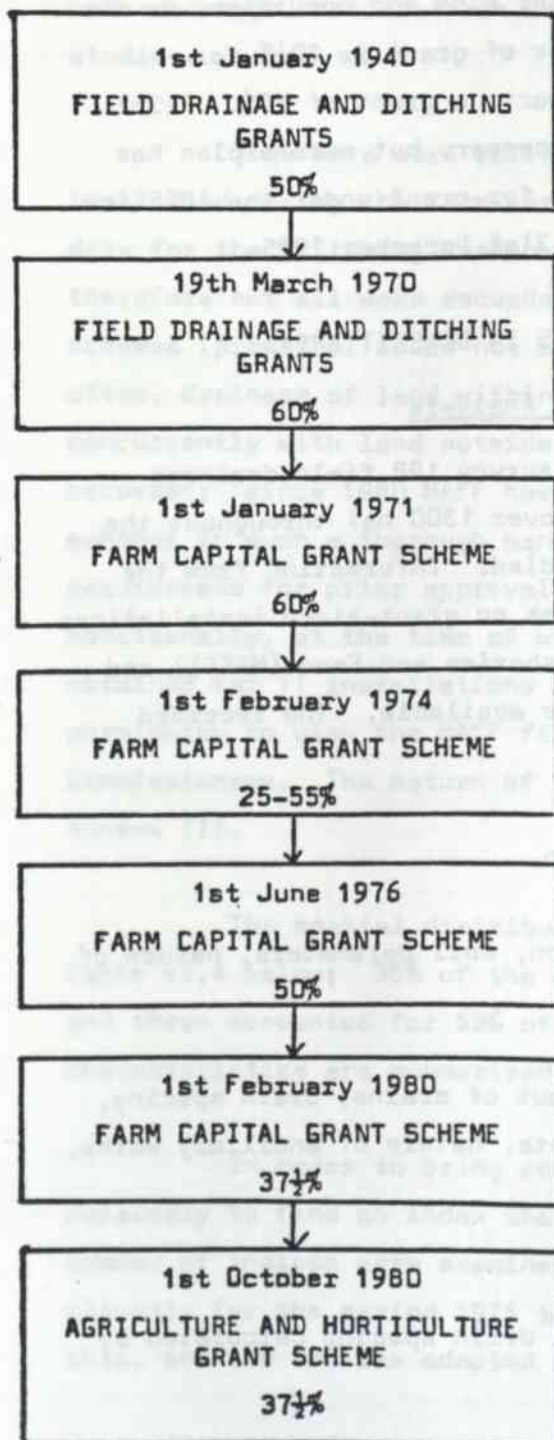 1st January 1940
FIELD DRAINAGE AND DITCHING
GRANTS
50%
19th March 1970
FIELD DRAINAGE AND DITCHING
GRANTS
60%
1st January 1971
FARM CAPITAL GRANT SCHEME
60%
1st February 1974
FARM CAPITAL GRANT SCHEME
25-55%
1st June 1976
FARM CAPITAL GRANT SCHEME
50%
1st February 1980
FARM CAPITAL GRANT SCHEME
37½%
1st October 1980
AGRICULTURE AND HORTICULTURE
GRANT SCHEME
37½%